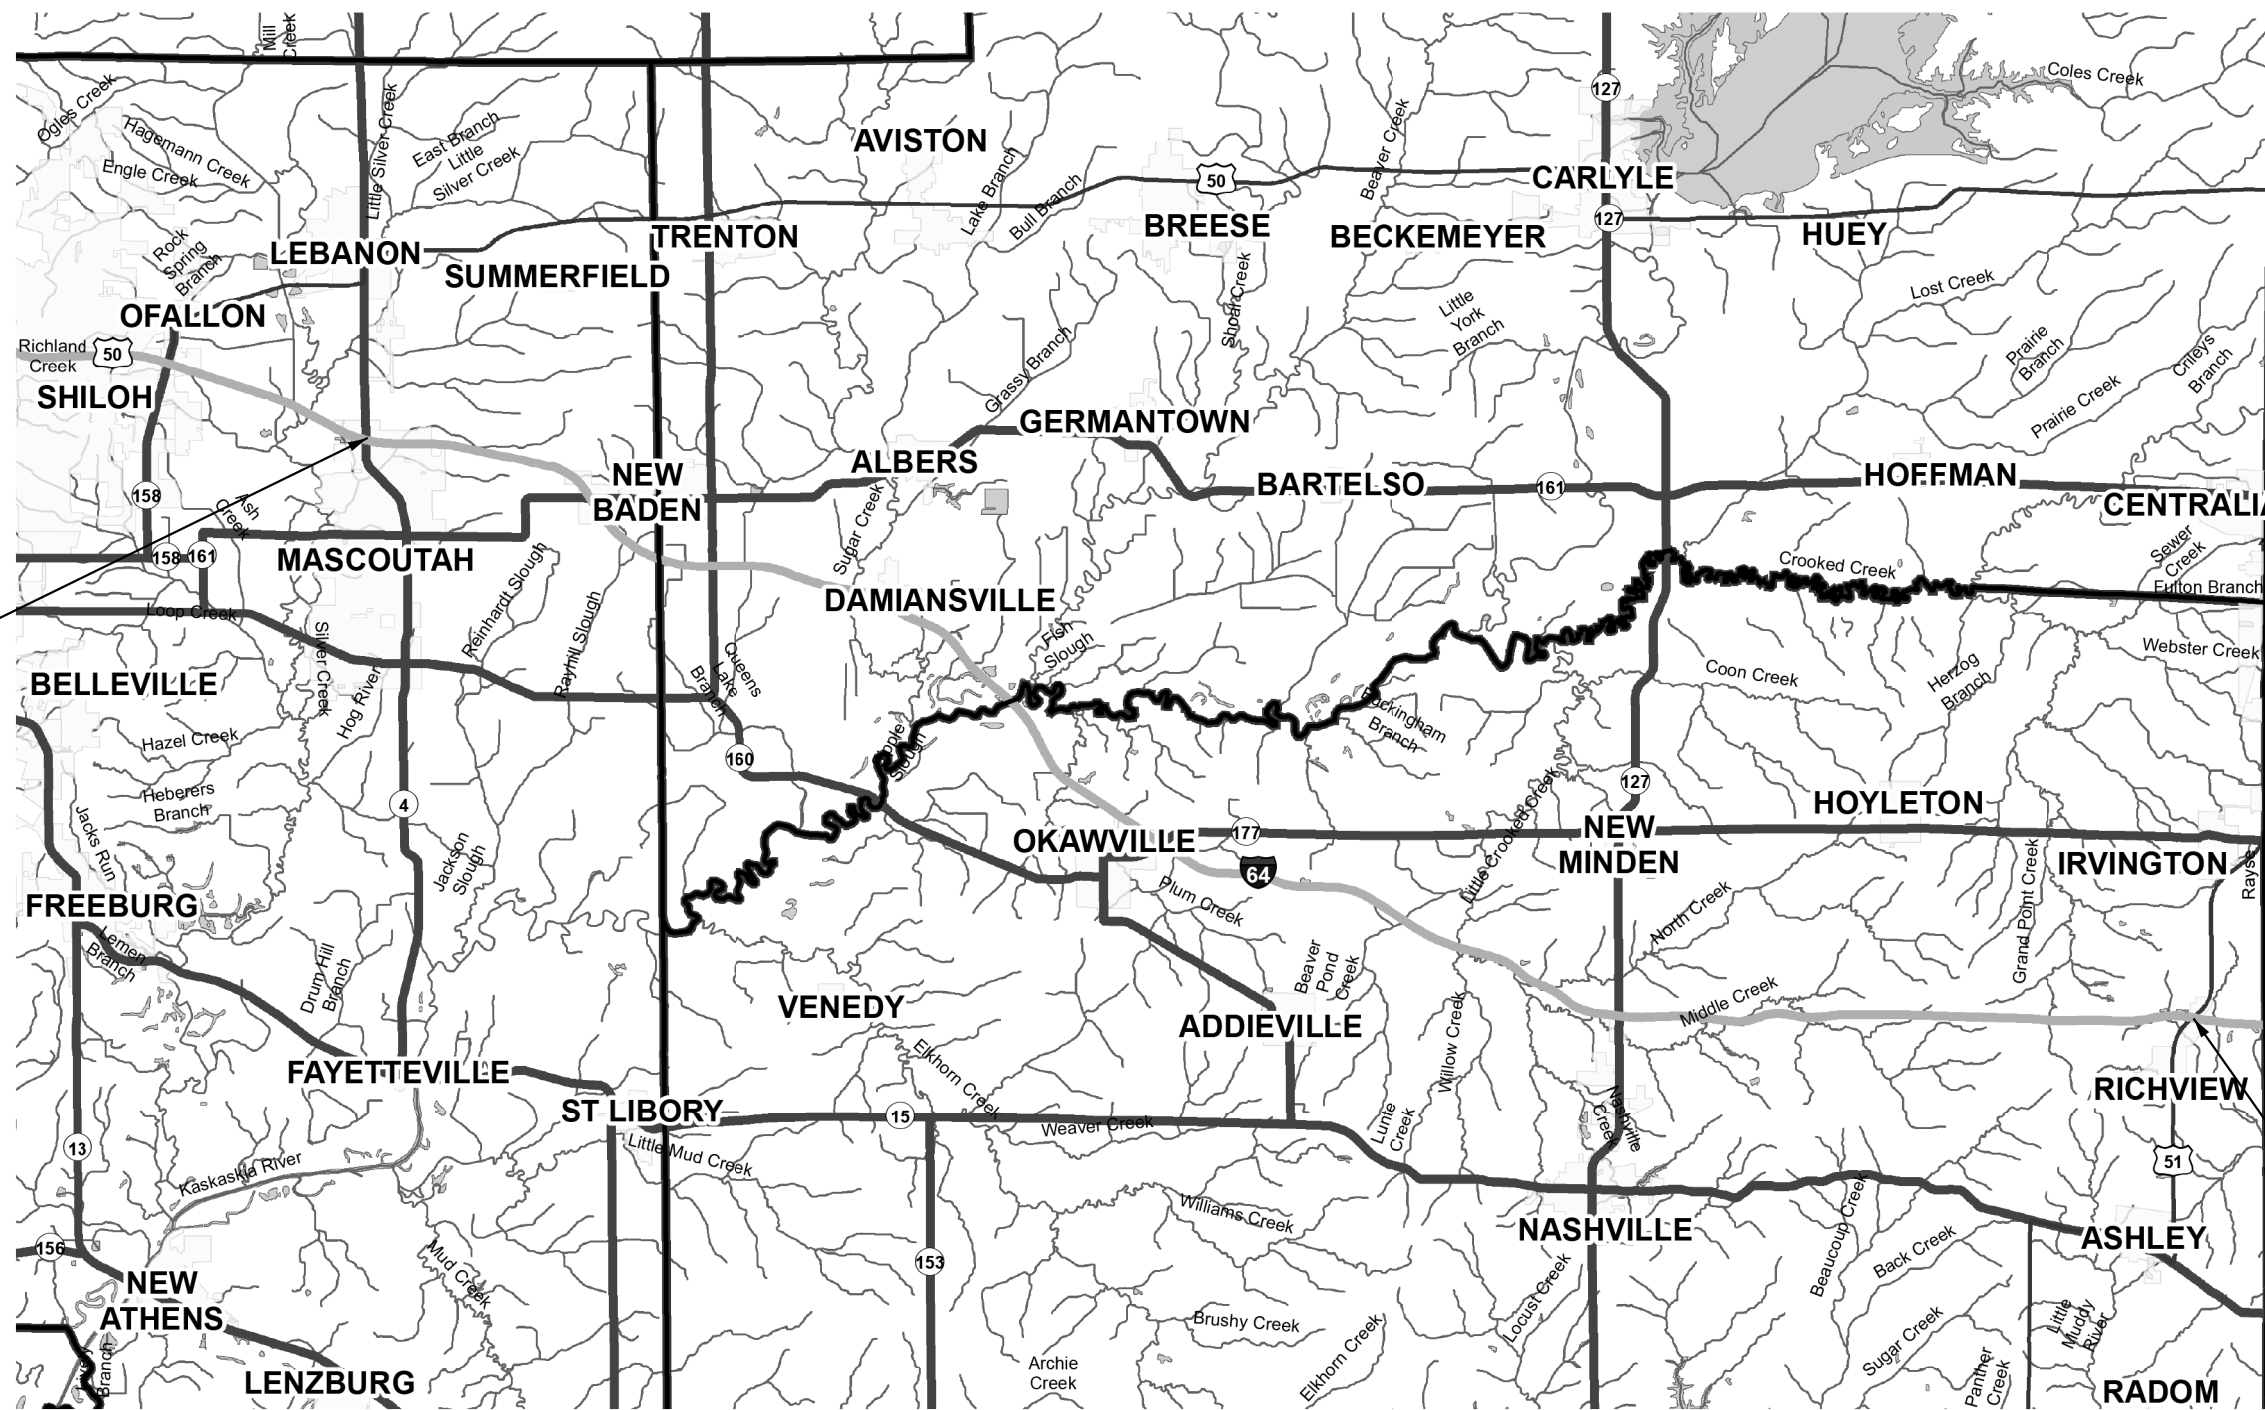 Mill
Creek
127
Coles Creek
Ogles Creek
Hagemann Creek
Engle Creek
Little Silver Creek
East Branch
Little
Silver Creek
AVISTON
Lake Branch
Bull Branch
50
Beaver Creek
CARLYLE
127
BREESE
BECKEMEYER
HUEY
Rock
Spring
Branch
LEBANON
SUMMERFIELD
TRENTON
Shoal Creek
Little
York
Branch
Lost Creek
OFALLON
Richland
Creek
50
SHILOH
Grassy Branch
Prairie
Branch
Prairie Creek
Crileys
Branch
GERMANTOWN
ALBERS
NEW
BADEN
BARTELSO
161
HOFFMAN
CENTRALIA
158
Ash
Creek
158
161
MASCOUTAH
Sugar Creek
Sewer
Creek
Crooked Creek
Fulton Branch
Loop Creek
Reinhardt Slough
Rayhill Slough
DAMIANSVILLE
Fish
Slough
Silver Creek
Hog River
Queens
Lake
Branch
Webster Creek
Coon Creek
Herzog
Branch
BELLEVILLE
Hazel Creek
Buckingham
Branch
Slough
160
4
Heberers
Branch
Jacks Run
Jackson
Slough
127
HOYLETON
OKAWVILLE
177
64
Little Crooked Creek
NEW
MINDEN
IRVINGTON
Plum Creek
North Creek
Grand Point Creek
FREEBURG
Lemen
Branch
Drum Hill
Branch
VENEDY
Beaver
Pond
Creek
ADDIEVILLE
Willow Creek
Middle Creek
FAYETTEVILLE
Elkhorn Creek
RICHVIEW
ST LIBORY
15
Weaver Creek
Lunie
Creek
Nashville
Creek
13
Little Mud Creek
Kaskaskia River
51
Williams Creek
NASHVILLE
Beaucoup Creek
Back Creek
ASHLEY
156
153
NEW
ATHENS
Mud Creek
Brushy Creek
Elkhorn Creek
Locust Creek
Sugar Creek
Little
Muddy
River
Branch
LENZBURG
Archie
Creek
Panther
Creek
RADOM